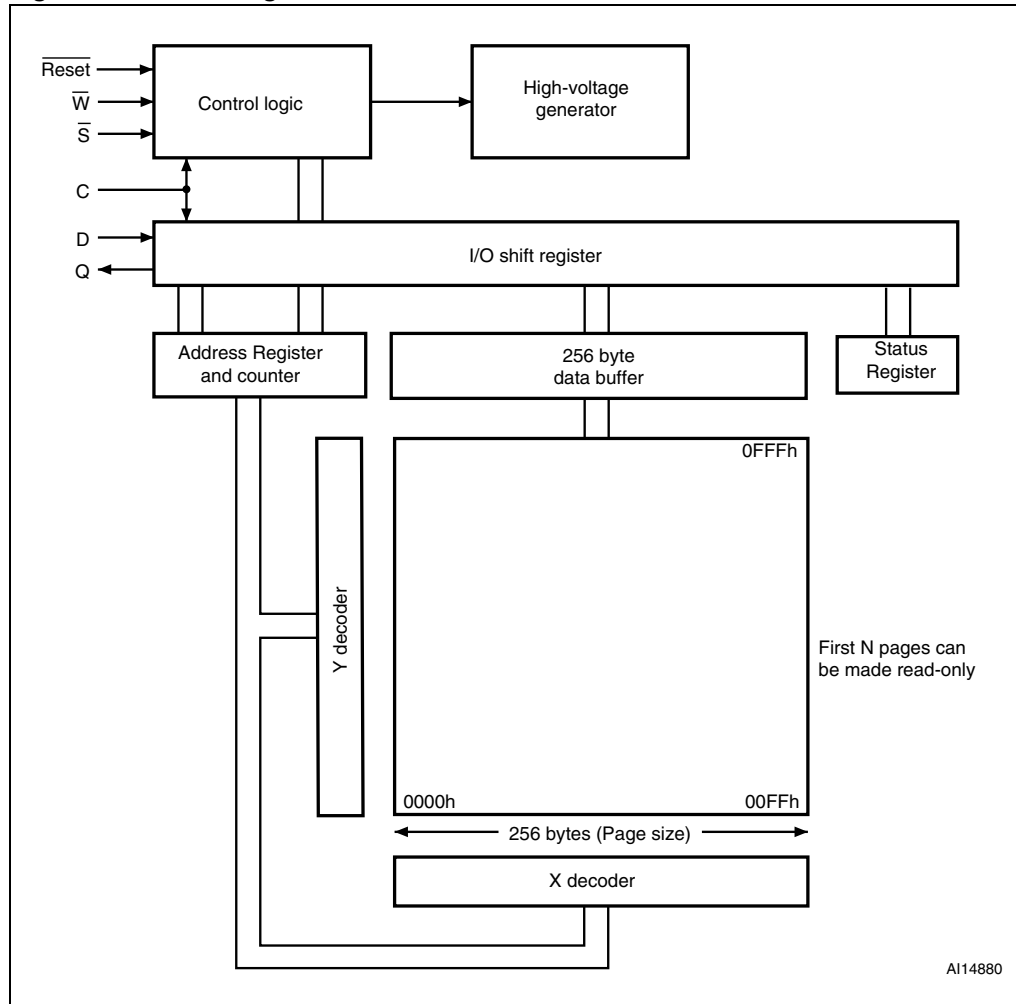 Reset
W
S
C
D
Q
Control logic
High-voltage
generator
I/O shift register
Address Register
and counter
256 byte
data buffer
Status
Register
0FFFh
Y decoder
First N pages can
be made read-only
0000h
00FFh
256 bytes (Page size)
X decoder
AI14880